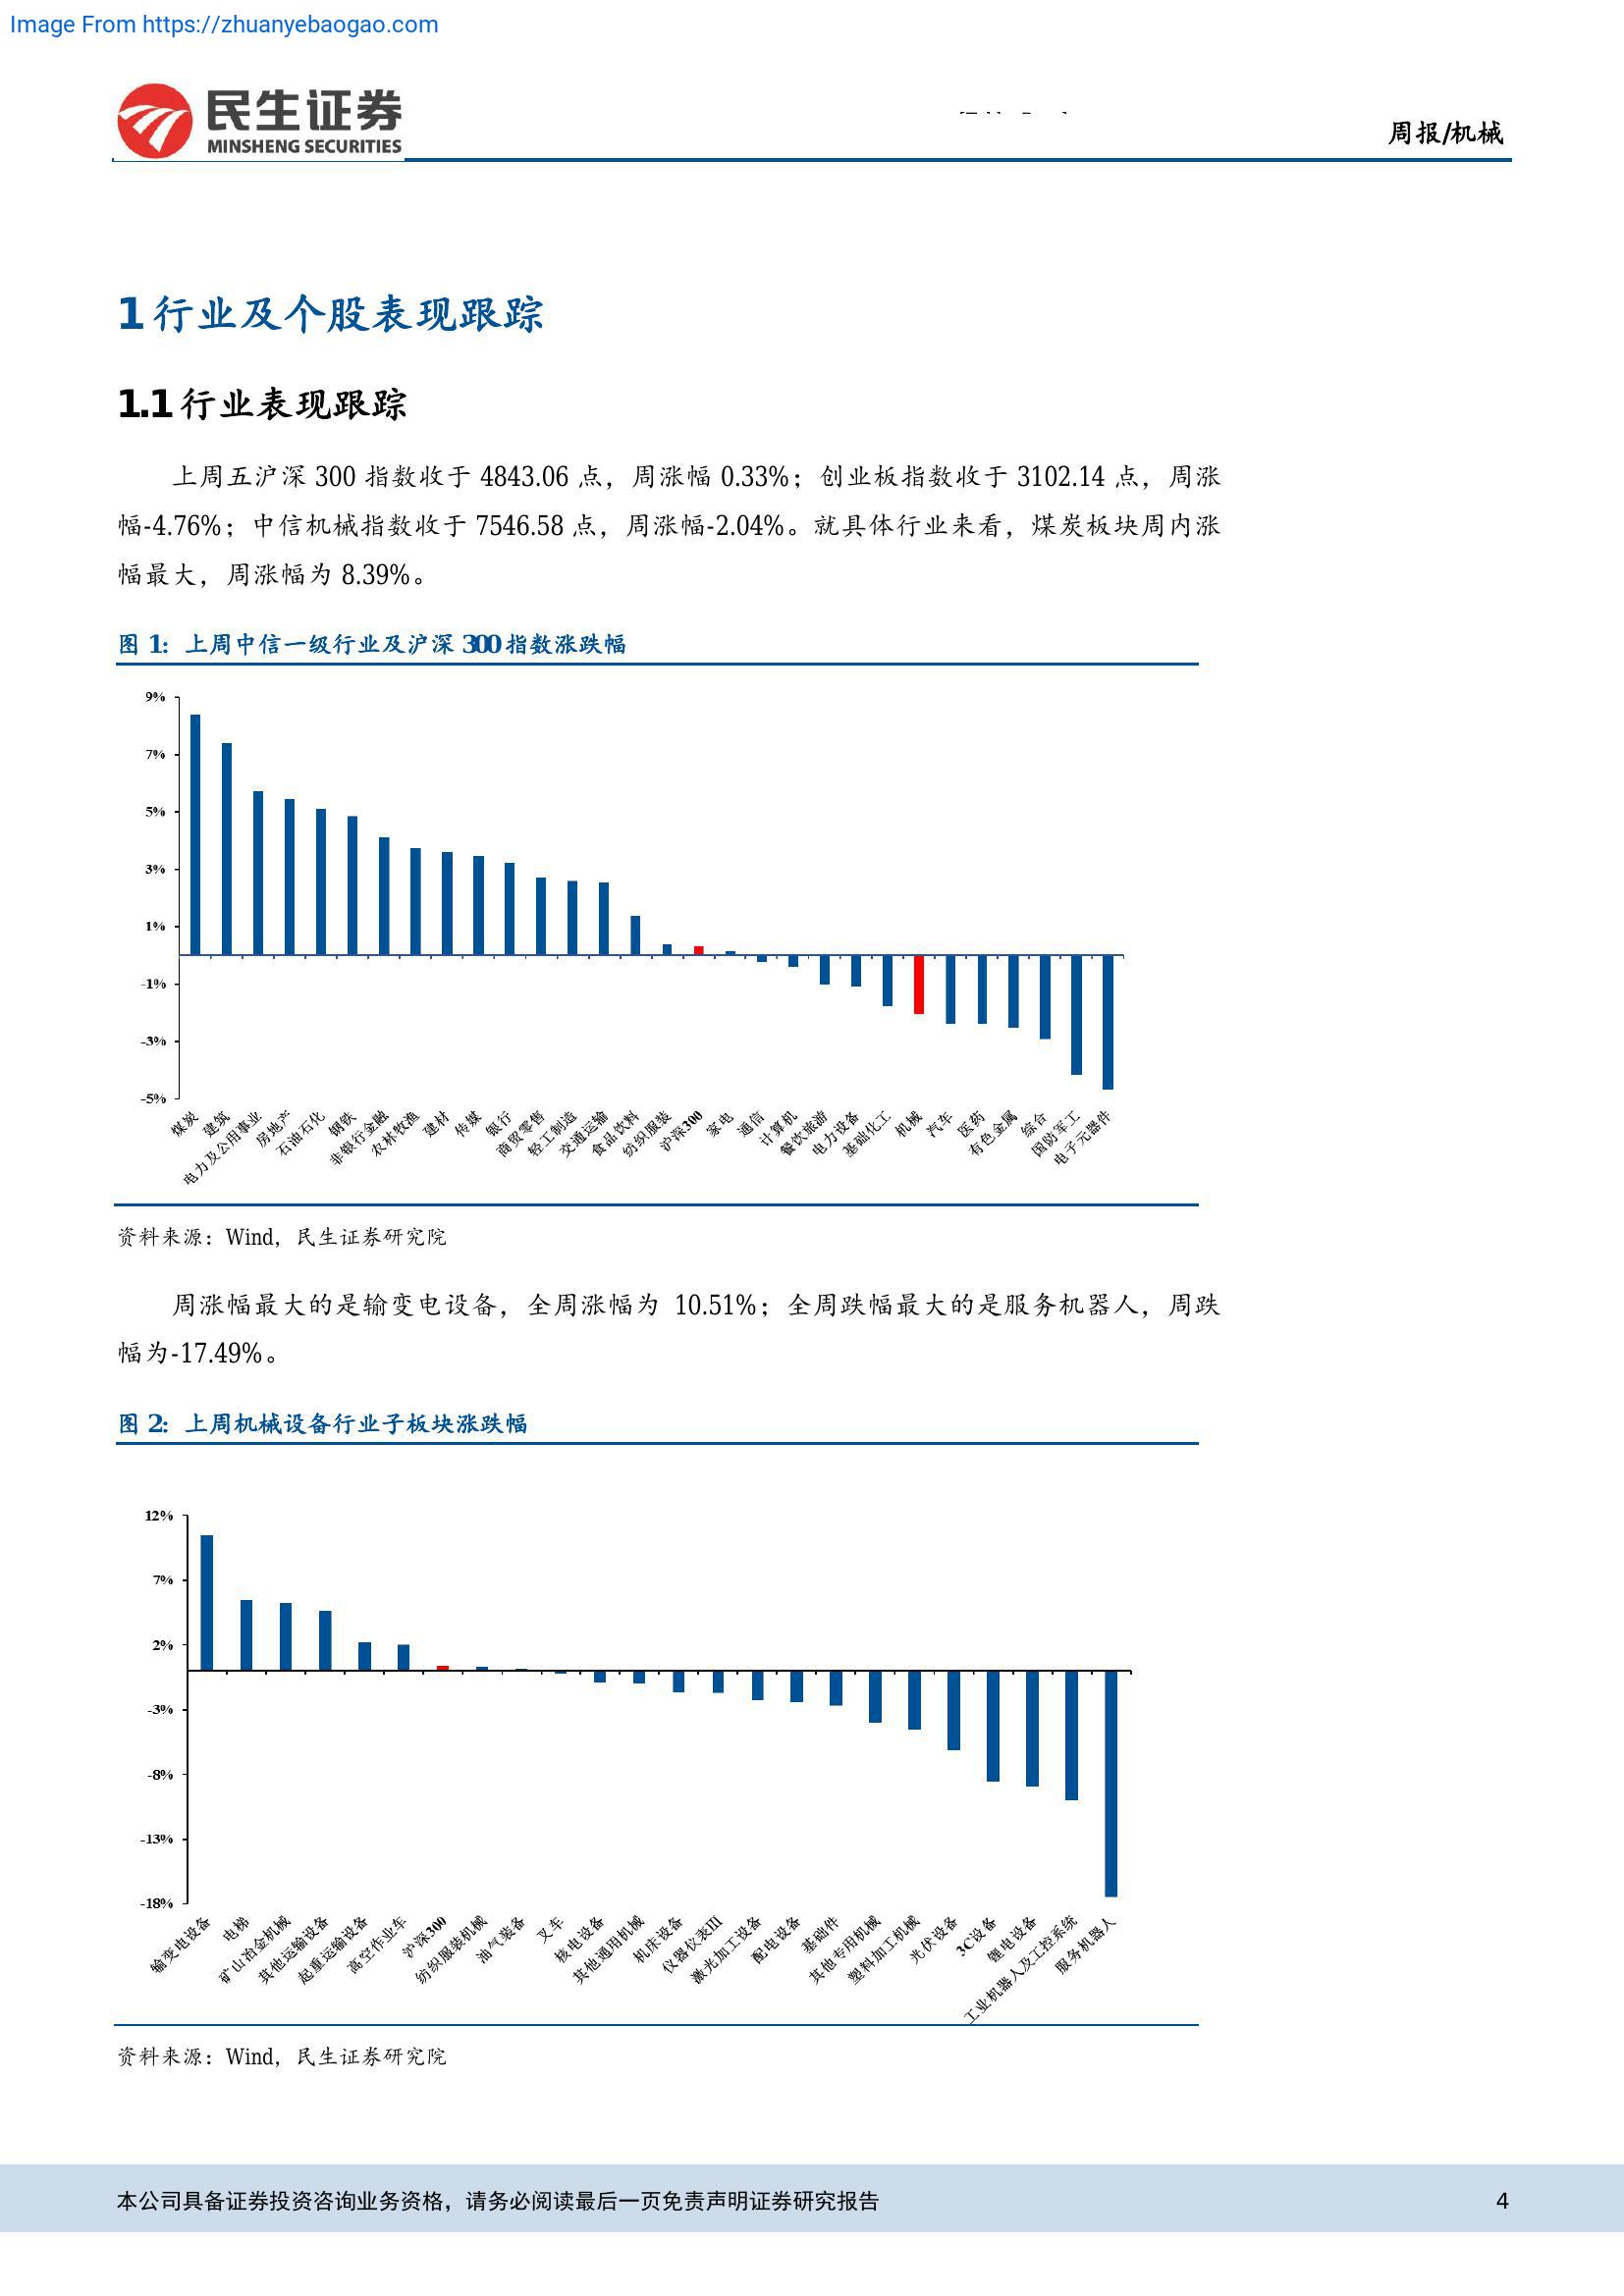 Image From https://zhuanyebaogao.com
民生证券
MINSHENG SECURITIES
周报/机械
1 行业及个股表现跟踪
1.1 行业表现跟踪
上周五沪深 300 指数收于 4843.06 点，周涨幅 0.33%；创业板指数收于 3102.14 点，周涨
幅-4.76%；中信机械指数收于 7546.58 点，周涨幅-2.04%。就具体行业来看，煤炭板块周内涨
幅最大，周涨幅为 8.39%。
图 1：上周中信一级行业及沪深 300 指数涨跌幅
9%
7%
5%
3%
1%
-1%
-3%
-5%
煤炭
建筑
电力及公用事业
房地产
石油石化
钢铁
非银行金融
农林牧渔
建材
传媒
银行
商贸零售
轻工制造
交通运输
食品饮料
纺织服装
沪深300
家电
通信
计算机
餐饮旅游
电力设备
基础化工
机械
汽车
医药
有色金属
综合
国防军工
电子元器件
资料来源：Wind，民生证券研究院
周涨幅最大的是输变电设备，全周涨幅为 10.51%；全周跌幅最大的是服务机器人，周跌
幅为-17.49%。
图 2：上周机械设备行业子板块涨跌幅
12%
7%
2%
-3%
-8%
-13%
-18%
输变电设备
电梯
矿山冶金机械
其他运输设备
起重运输设备
高空作业车
沪深300
纺织服装机械
油气装备
叉车
核电设备
其他通用机械
机床设备
仪器仪表III
激光加工设备
配电设备
基础件
其他专用机械
塑料加工机械
光伏设备
3C设备
锂电设备
工业机器人及工控系统
服务机器人
资料来源：Wind，民生证券研究院
本公司具备证券投资咨询业务资格，请务必阅读最后一页免责声明证券研究报告
4